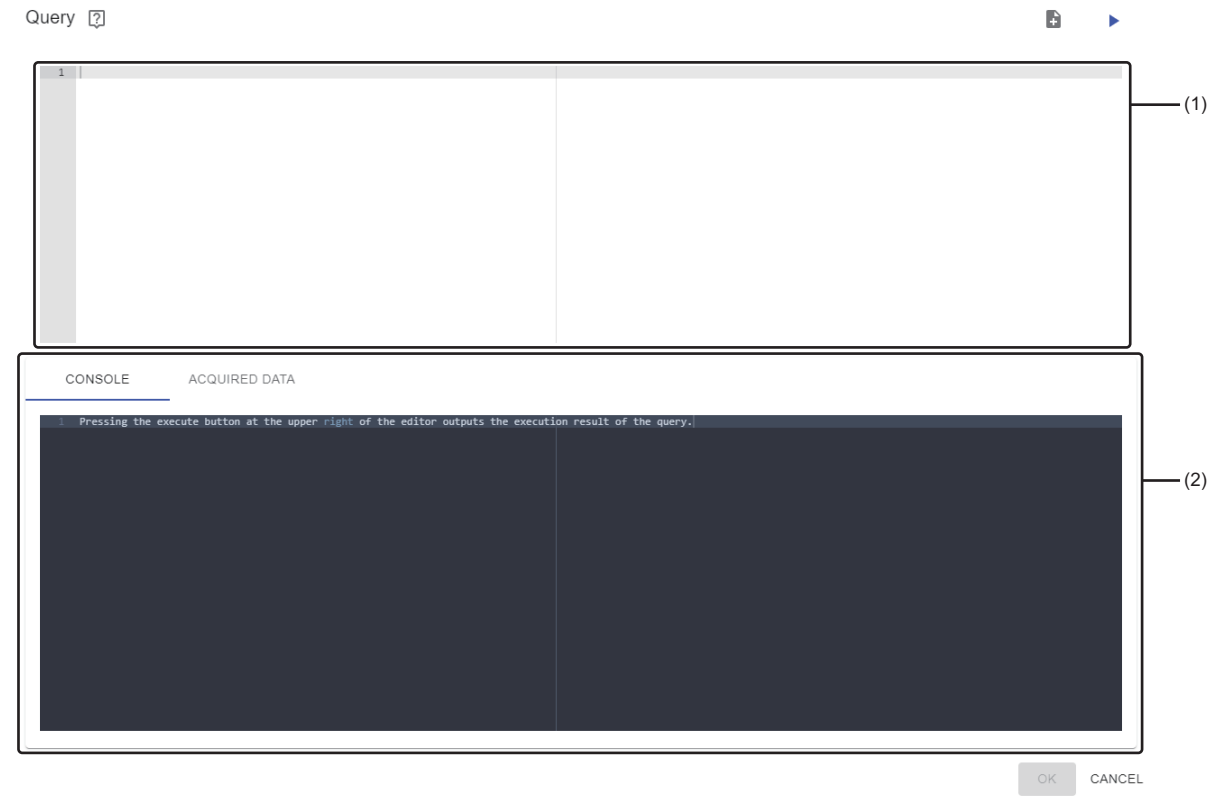 Query
1
(1)
CONSOLE ACQUIRED DATA
1 Pressing the execute button at the upper right of the editor outputs the execution result of the query.
(2)
OK CANCEL